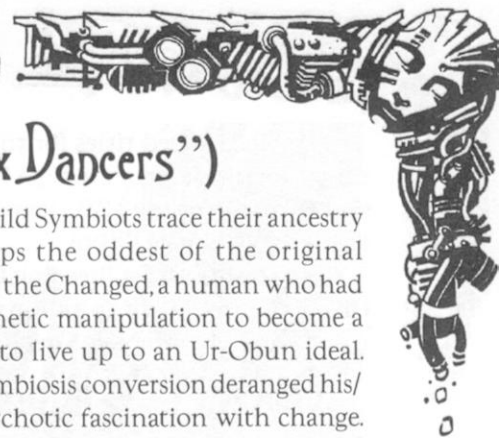 x Dancers")
ild Symbiots trace their ancestry
ps the oddest of the original
the Changed, a human who had
netic manipulation to become a
to live up to an Ur-Obun ideal.
mbiosis conversion deranged his/
chotic fascination with change.